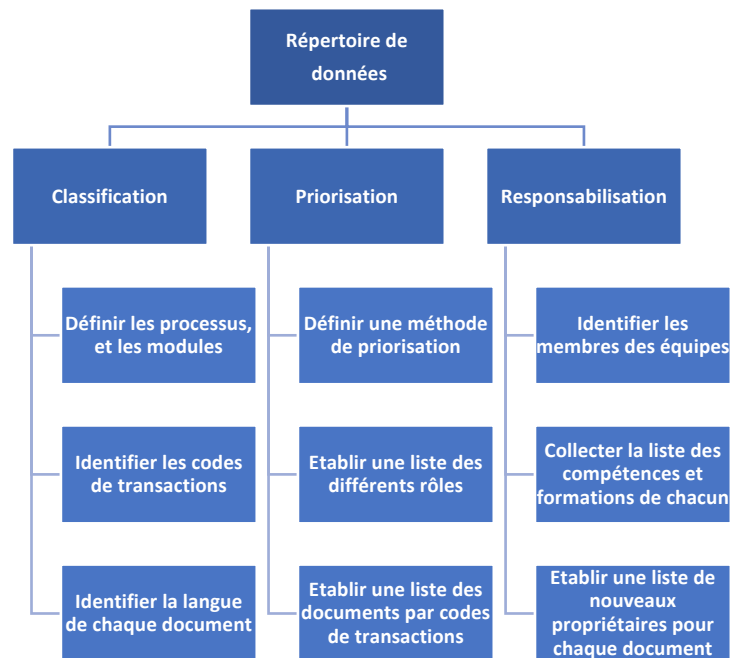 Répertoire de
données
Classification
Priorisation
Responsabilisation
Définir les processus,
et les modules
Définir une méthode
de priorisation
Identifier les
membres des équipes
Identifier les codes
de transactions
Etablir une liste des
différents rôles
Collecter la liste des
compétences et
formations de chacun
Identifier la langue
de chaque document
Etablir une liste des
documents par codes
de transactions
Etablir une liste de
nouveaux
propriétaires pour
chaque document